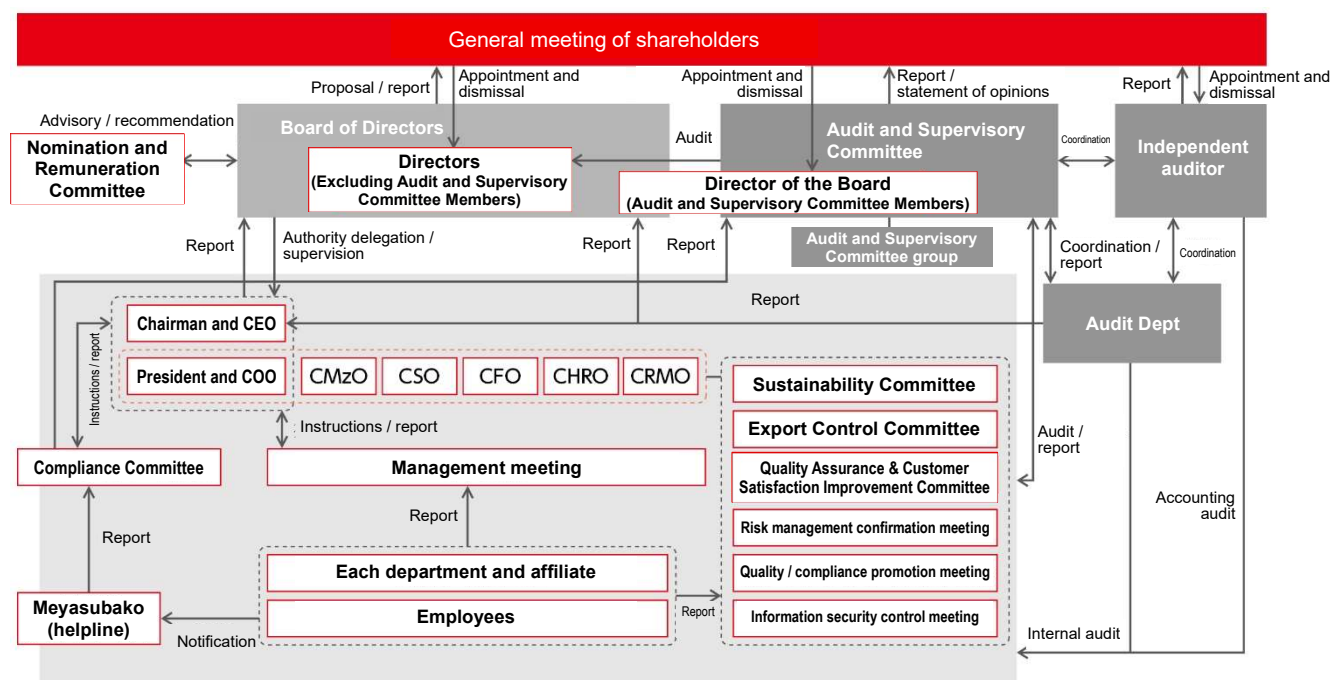 General meeting of shareholders
Proposal / report
Appointment and
dismissal
Appointment and
dismissal
Report /
statement of opinions
Report
Appointment and
dismissal
Advisory / recommendation
Nomination and
Remuneration
Committee
Board of Directors
Directors
(Excluding Audit and Supervisory
Committee Members)
Audit
Audit and Supervisory
Committee
Director of the Board
(Audit and Supervisory Committee Members)
Coordination
Independent
auditor
Report
Authority delegation /
supervision
Report
Report
Audit and Supervisory
Committee group
Coordination /
report
Coordination
Report
Audit Dept
Chairman and CEO
Instructions / report
President and COO
CMzO
CSO
CFO
CHRO
CRMO
Sustainability Committee
Export Control Committee
Quality Assurance & Customer
Satisfaction Improvement Committee
Risk management confirmation meeting
Quality / compliance promotion meeting
Information security control meeting
Instructions / report
Compliance Committee
Management meeting
Audit /
report
Accounting
audit
Report
Report
Each department and affiliate
Employees
Report
Meyasubako
(helpline)
Notification
Internal audit